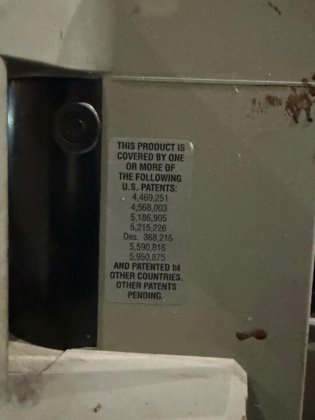 THIS PRODUCT IS
COVERED BY ONE
OR MORE OF
THE FOLLOWING
U.S. PATENTS:
4,469,251
4,568,003
5,186,905
5,215,226
Des. 368,215
5,590,816
5,950,875
AND PATENTED IN
OTHER COUNTRIES.
OTHER PATENTS
PENDING.